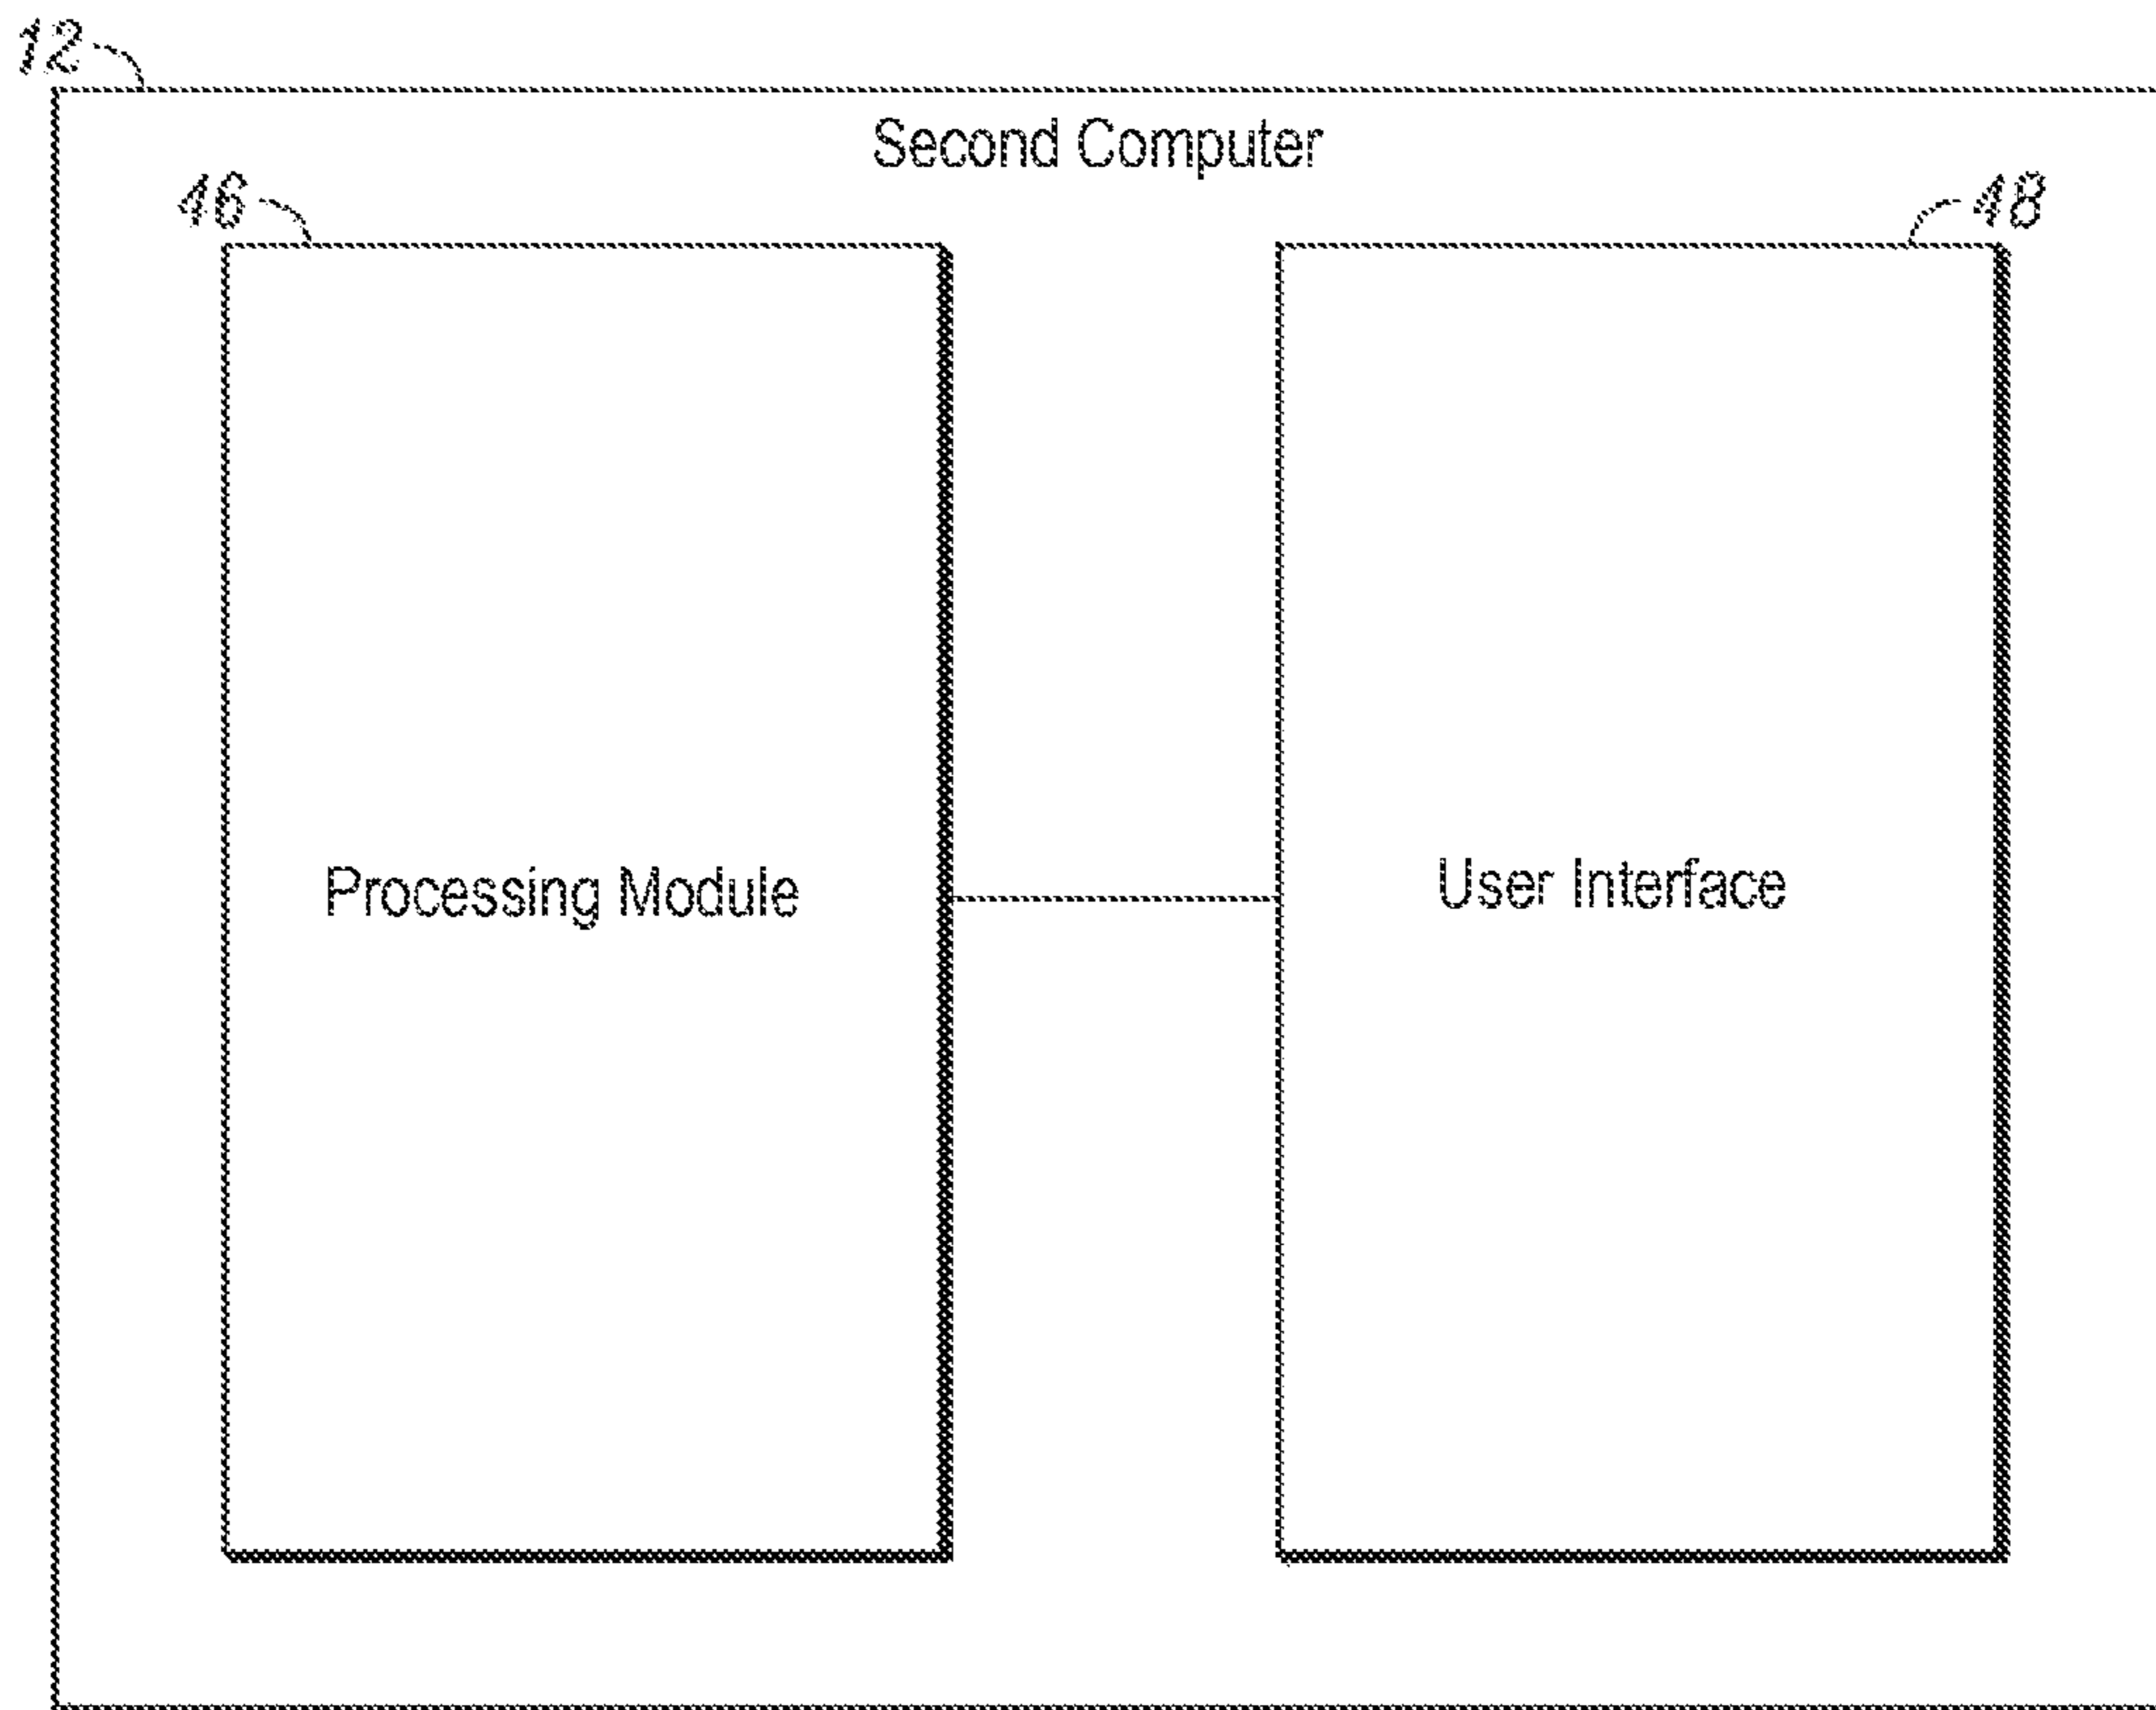 12
Second Computer
46
48
Processing Module
User Interface